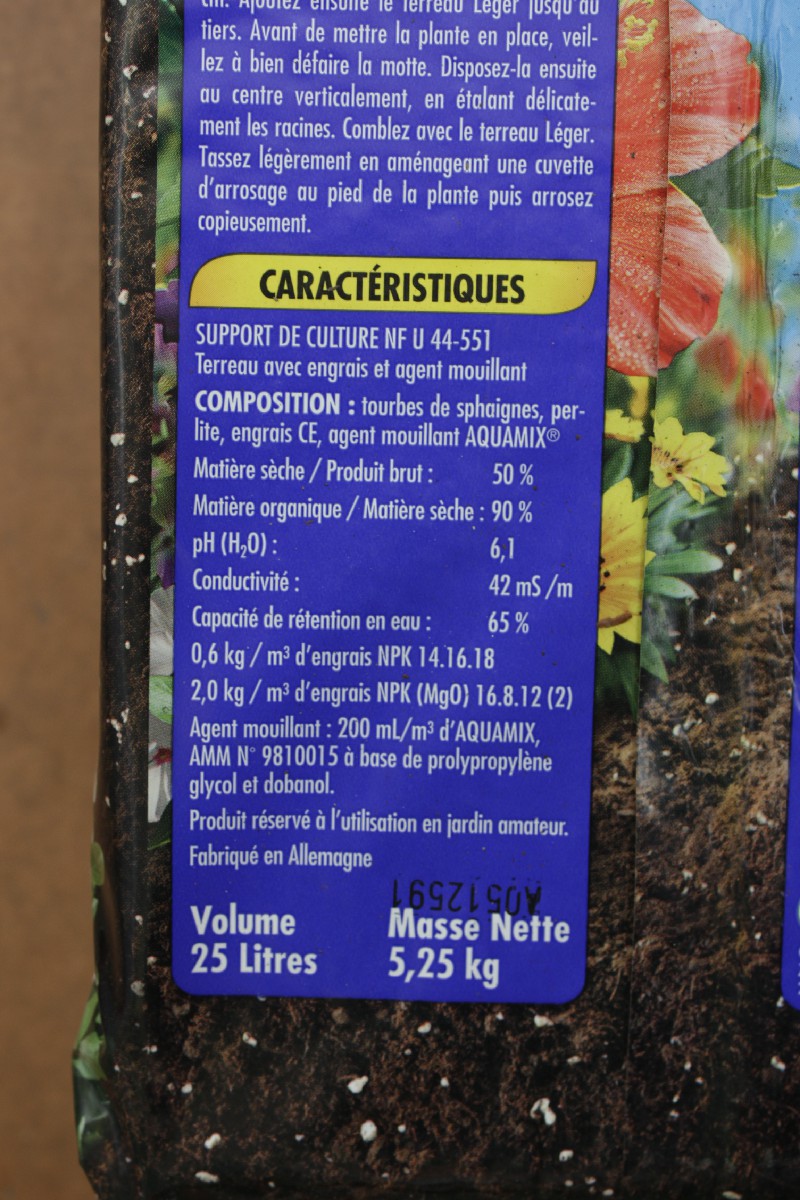 cm. Ajoutez ensuite le terreau Léger jusqu'au
tiers. Avant de mettre la plante en place, veil-
lez à bien défaire la motte. Disposez-la ensuite
au centre verticalement, en étalant délicate-
ment les racines. Comblez avec le terreau Léger.
Tassez légèrement en aménageant une cuvette
d'arrosage au pied de la plante puis arrosez
copieusement.
CARACTÉRISTIQUES
SUPPORT DE CULTURE NF U 44-551
Terreau avec engrais et agent mouillant
COMPOSITION : tourbes de sphaignes, per-
lite, engrais CE, agent mouillant AQUAMIX®
Matière sèche / Produit brut : 50 %
Matière organique / Matière sèche : 90 %
pH (H₂O) : 6,1
Conductivité : 42 mS /m
Capacité de rétention en eau : 65 %
0,6 kg / m³ d'engrais NPK 14.16.18
2,0 kg / m³ d'engrais NPK (MgO) 16.8.12 (2)
Agent mouillant : 200 mL/m³ d'AQUAMIX,
AMM N° 9810015 à base de prolypropylène
glycol et dobanol.
Produit réservé à l'utilisation en jardin amateur.
Fabriqué en Allemagne
A0512591
Volume Masse Nette
25 Litres 5,25 kg